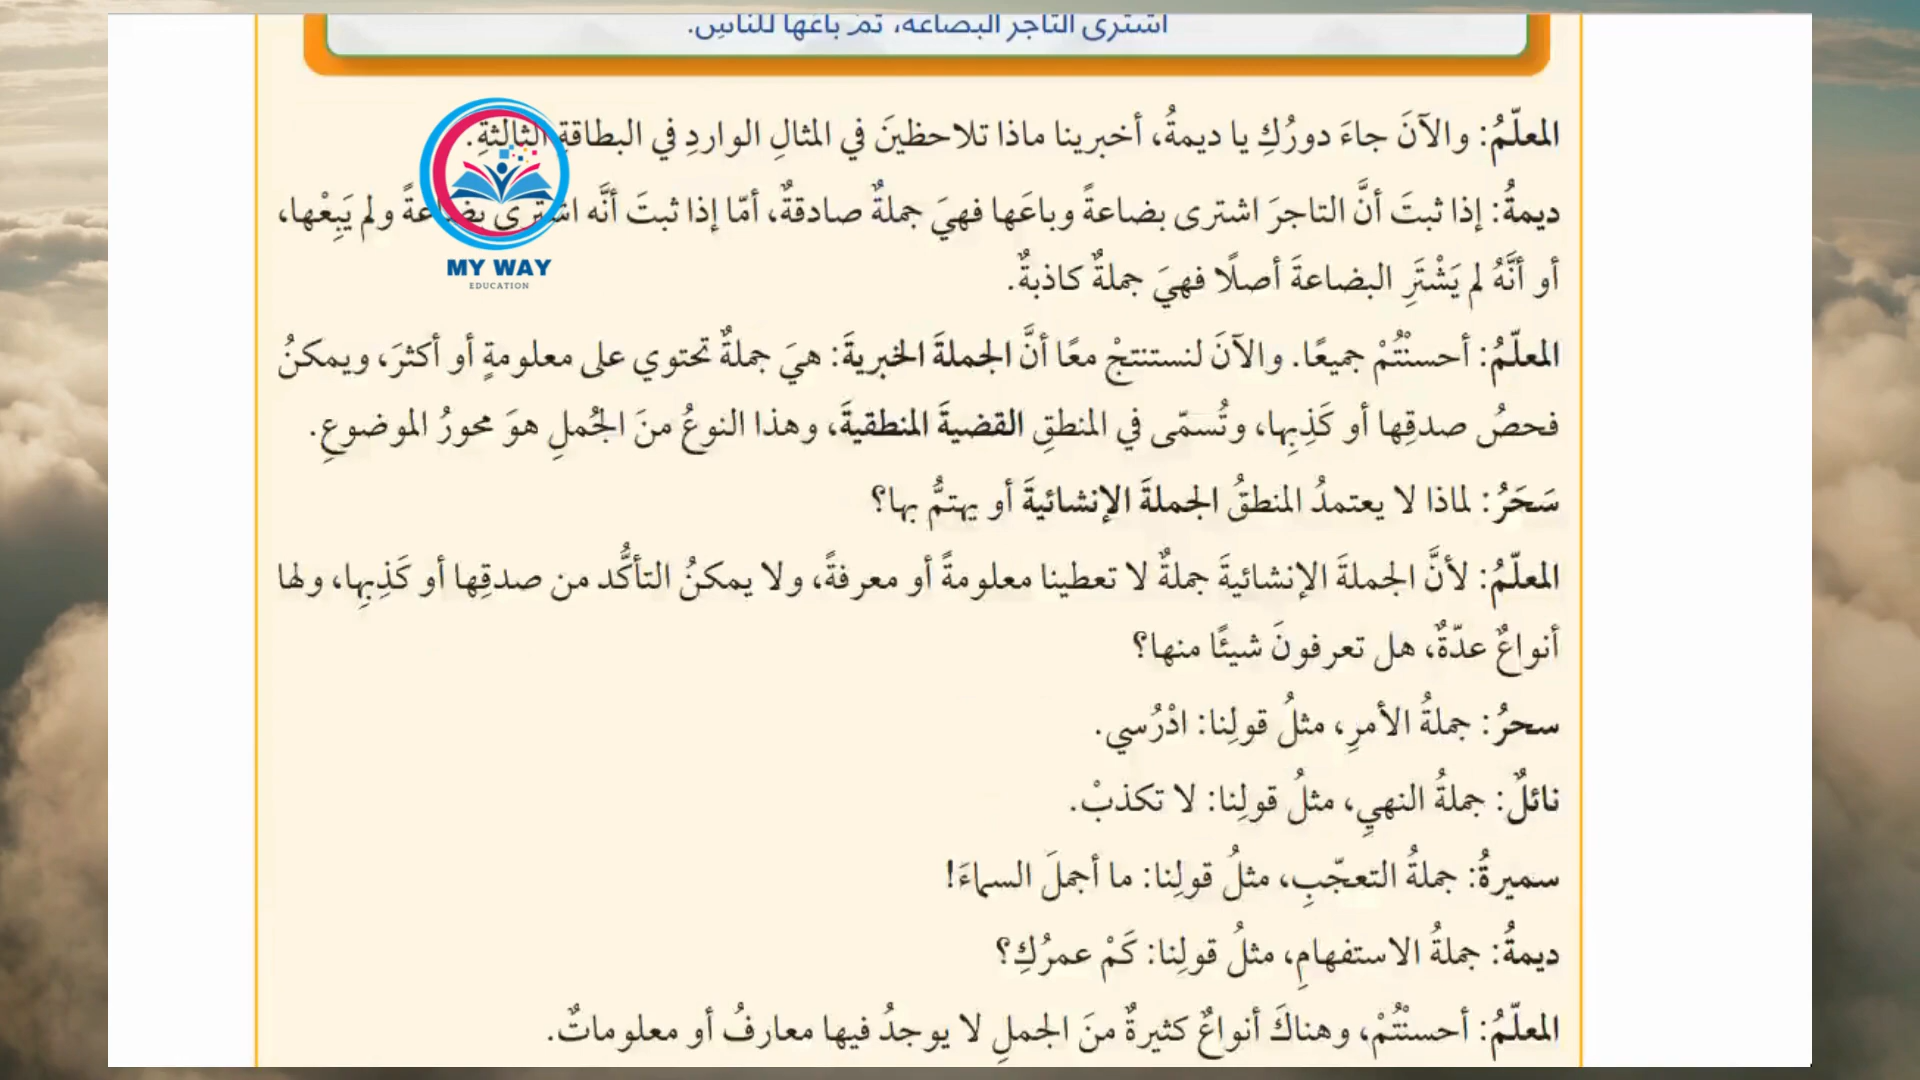 اشترى التاجر البضاعة، ثم باعها للناسِ.
المعلّمُ: والآنَ جاءَ دورُكِ يا ديمةُ، أخبرينا ماذا تلاحظينَ في المثالِ الواردِ في البطاقةِ الثالثةِ.
ديمةُ: إذا ثبتَ أنَّ التاجرَ اشترى بضاعةً وباعَها فهيَ جملةٌ صادقةٌ، أمّا إذا ثبتَ أنَّه اشترى بضاعةً ولم يَبِعْها،
أو أنَّهُ لم يَشْتَرِ البضاعةَ أصلًا فهيَ جملةٌ كاذبةٌ.
المعلّمُ: أحسنْتُمْ جميعًا. والآنَ لنستنتجْ معًا أنَّ الجملةَ الخبريةَ: هيَ جملةٌ تحتوي على معلومةٍ أو أكثرَ، ويمكنُ
فحصُ صدقِها أو كَذِبِها، وتُسمّى في المنطقِ القضيةَ المنطقيةَ، وهذا النوعُ منَ الجُملِ هوَ محورُ الموضوعِ.
سَحَرُ: لماذا لا يعتمدُ المنطقُ الجملةَ الإنشائيةَ أو يهتمُّ بها؟
المعلّمُ: لأنَّ الجملةَ الإنشائيةَ جملةٌ لا تعطينا معلومةً أو معرفةً، ولا يمكنُ التأكُّد من صدقِها أو كَذِبِها، ولها
أنواعٌ عدّةٌ، هل تعرفونَ شيئًا منها؟
سحرُ: جملةُ الأمرِ، مثلُ قولِنا: ادْرُسي.
نائلٌ: جملةُ النهيِ، مثلُ قولِنا: لا تكذبْ.
سميرةُ: جملةُ التعجّبِ، مثلُ قولِنا: ما أجملَ السماءَ!
ديمةُ: جملةُ الاستفهامِ، مثلُ قولِنا: كَمْ عمرُكِ؟
المعلّمُ: أحسنْتُمْ، وهناكَ أنواعٌ كثيرةٌ منَ الجملِ لا يوجدُ فيها معارفُ أو معلوماتٌ.
MY WAY
EDUCATION